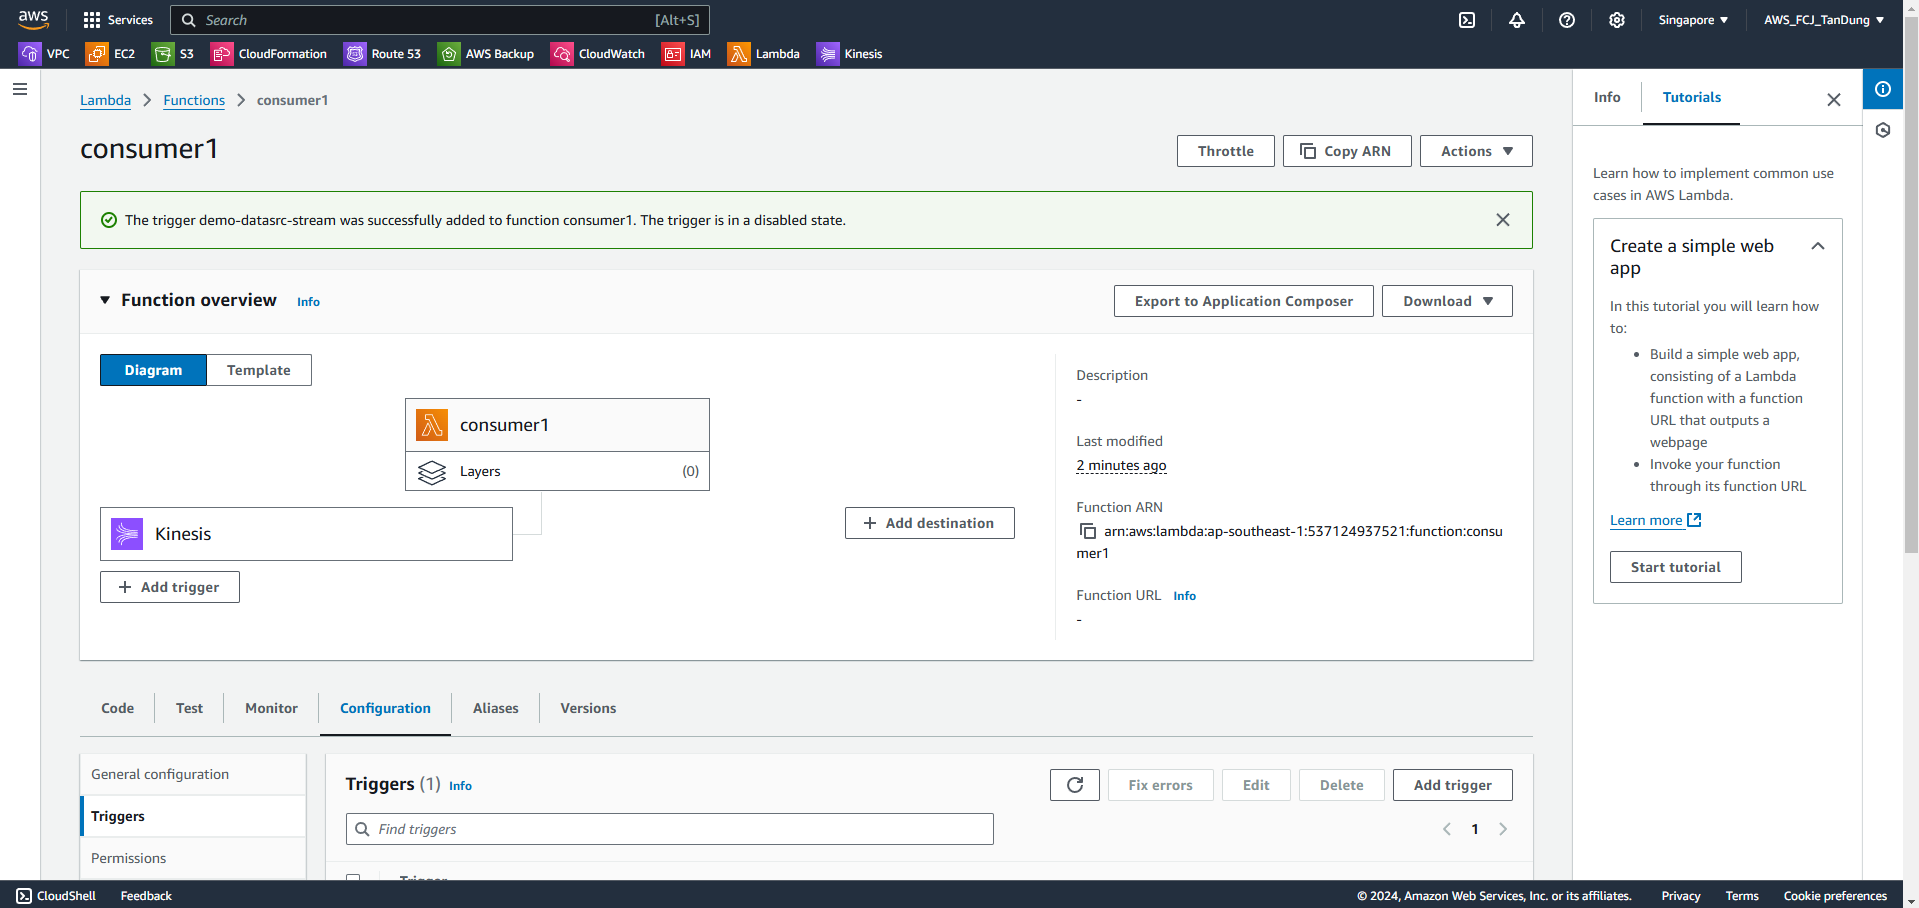 aws
Services
Search
[Alt+S]
Singapore
AWS_FCJ_TanDung
VPC
EC2
S3
CloudFormation
Route 53
AWS Backup
CloudWatch
IAM
Lambda
Kinesis
Lambda
Functions
consumer1
consumer1
Throttle
Copy ARN
Actions
The trigger demo-datasrc-stream was successfully added to function consumer1. The trigger is in a disabled state.
Function overview
Info
Export to Application Composer
Download
Diagram
Template
consumer1
Layers
(0)
Kinesis
Add trigger
Add destination
Description
-
Last modified
2 minutes ago
Function ARN
arn:aws:lambda:ap-southeast-1:537124937521:function:consu
mer1
Function URL
Info
-
Code
Test
Monitor
Configuration
Aliases
Versions
General configuration
Triggers
Permissions
Triggers (1)
Info
Fix errors
Edit
Delete
Add trigger
Find triggers
1
Trigger
Info
Tutorials
Learn how to implement common use
cases in AWS Lambda.
Create a simple web
app
In this tutorial you will learn how
to:
Build a simple web app,
consisting of a Lambda
function with a function
URL that outputs a
webpage
Invoke your function
through its function URL
Learn more
Start tutorial
CloudShell
Feedback
© 2024, Amazon Web Services, Inc. or its affiliates.
Privacy
Terms
Cookie preferences